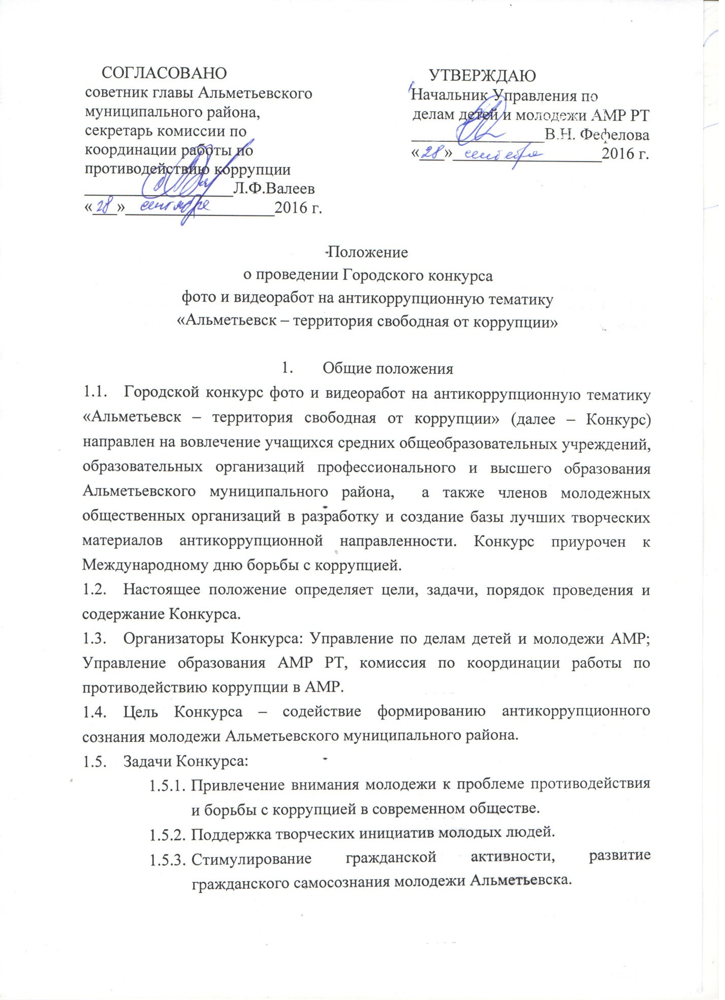 СОГЛАСОВАНО
советник главы Альметьевского
муниципального района,
секретарь комиссии по
координации работы по
противодействию коррупции
__________________Л.Ф.Валеев
«28» сентября 2016 г.
УТВЕРЖДАЮ
Начальник Управления по
делам детей и молодежи АМР РТ
________________В.Н. Фефелова
«28» сентября 2016 г.
Положение
о проведении Городского конкурса
фото и видеоработ на антикоррупционную тематику
«Альметьевск – территория свободная от коррупции»
1. Общие положения
1.1. Городской конкурс фото и видеоработ на антикоррупционную тематику
«Альметьевск – территория свободная от коррупции» (далее – Конкурс)
направлен на вовлечение учащихся средних общеобразовательных учреждений,
образовательных организаций профессионального и высшего образования
Альметьевского муниципального района, а также членов молодежных
общественных организаций в разработку и создание базы лучших творческих
материалов антикоррупционной направленности. Конкурс приурочен к
Международному дню борьбы с коррупцией.
1.2. Настоящее положение определяет цели, задачи, порядок проведения и
содержание Конкурса.
1.3. Организаторы Конкурса: Управление по делам детей и молодежи АМР;
Управление образования АМР РТ, комиссия по координации работы по
противодействию коррупции в АМР.
1.4. Цель Конкурса – содействие формированию антикоррупционного
сознания молодежи Альметьевского муниципального района.
1.5. Задачи Конкурса:
1.5.1. Привлечение внимания молодежи к проблеме противодействия
и борьбы с коррупцией в современном обществе.
1.5.2. Поддержка творческих инициатив молодых людей.
1.5.3. Стимулирование гражданской активности, развитие
гражданского самосознания молодежи Альметьевска.